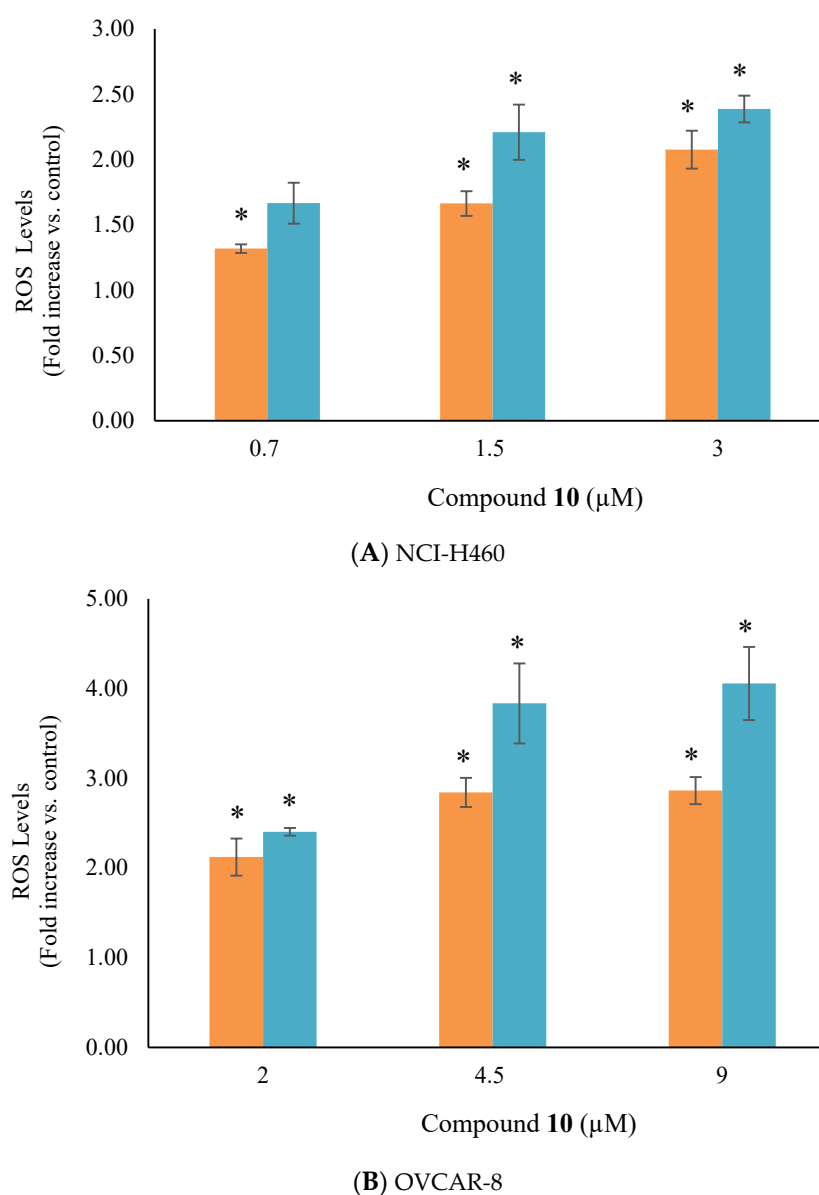 3.00
2.50
2.00
1.50
1.00
0.50
0.00
ROS Levels
(Fold increase vs. control)
*
*
*
*
*
0.7 1.5 3
Compound 10 (µM)
(A) NCI-H460
5.00
4.00
3.00
2.00
1.00
0.00
ROS Levels
(Fold increase vs. control)
*
*
*
*
*
*
2 4.5 9
Compound 10 (µM)
(B) OVCAR-8